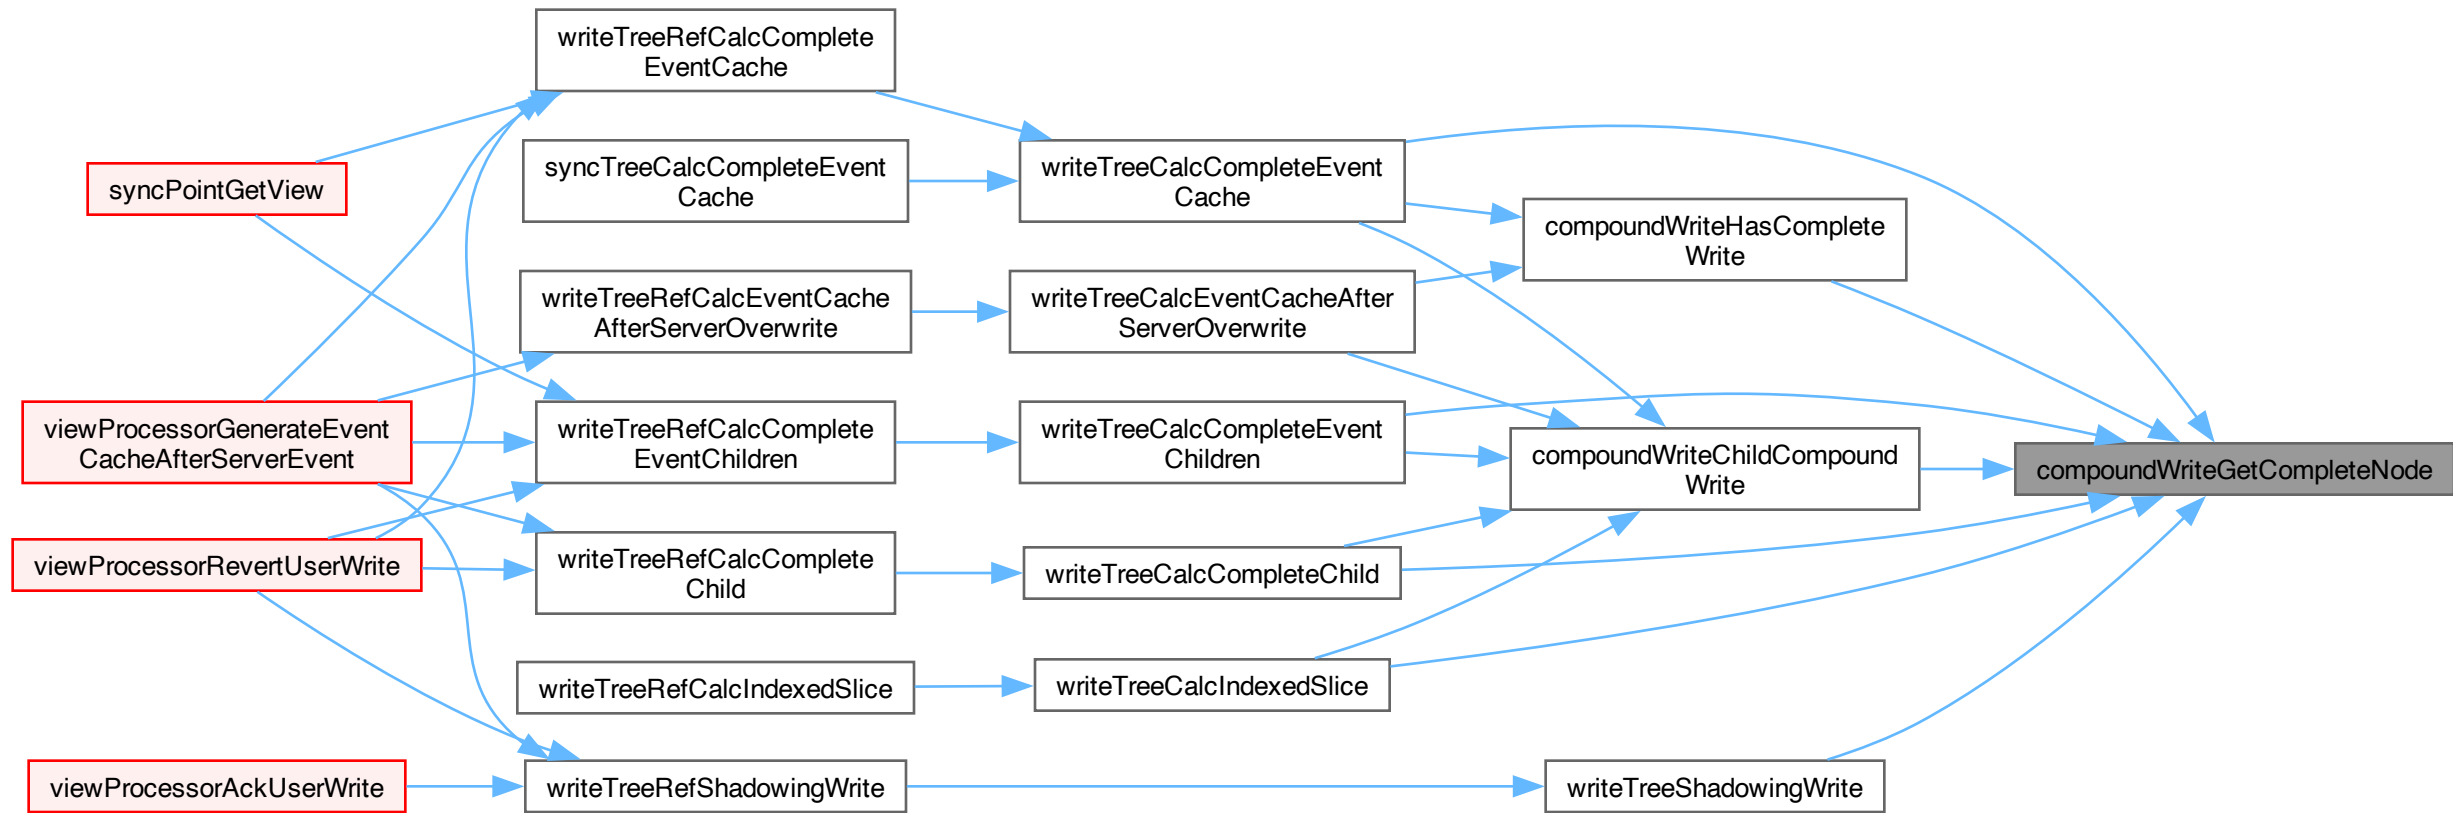 writeTreeRefCalcComplete
EventCache
syncTreeCalcCompleteEvent
Cache
writeTreeCalcCompleteEvent
Cache
syncPointGetView
compoundWriteHasComplete
Write
writeTreeRefCalcEventCache
AfterServerOverwrite
writeTreeCalcEventCacheAfter
ServerOverwrite
viewProcessorGenerateEvent
CacheAfterServerEvent
writeTreeRefCalcComplete
EventChildren
writeTreeCalcCompleteEvent
Children
compoundWriteChildCompound
Write
compoundWriteGetCompleteNode
viewProcessorRevertUserWrite
writeTreeRefCalcComplete
Child
writeTreeCalcCompleteChild
writeTreeRefCalcIndexedSlice
writeTreeCalcIndexedSlice
viewProcessorAckUserWrite
writeTreeRefShadowingWrite
writeTreeShadowingWrite